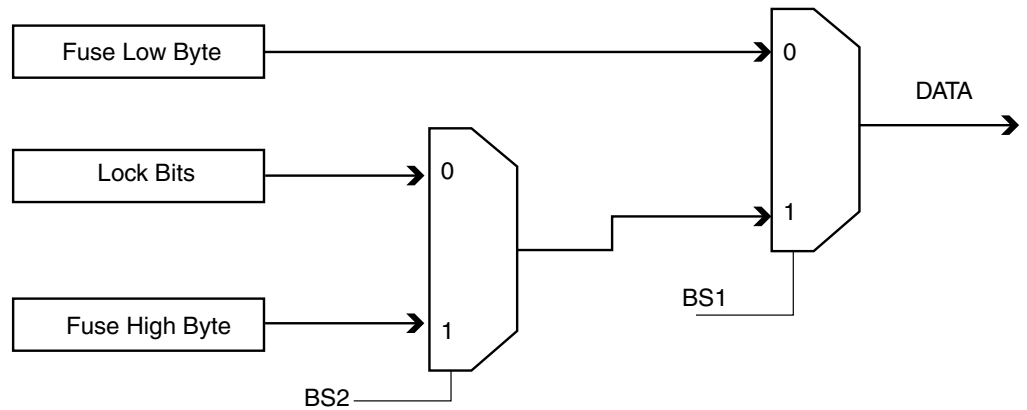 Fuse Low Byte
0
DATA
Lock Bits
0
1
BS1
Fuse High Byte
1
BS2